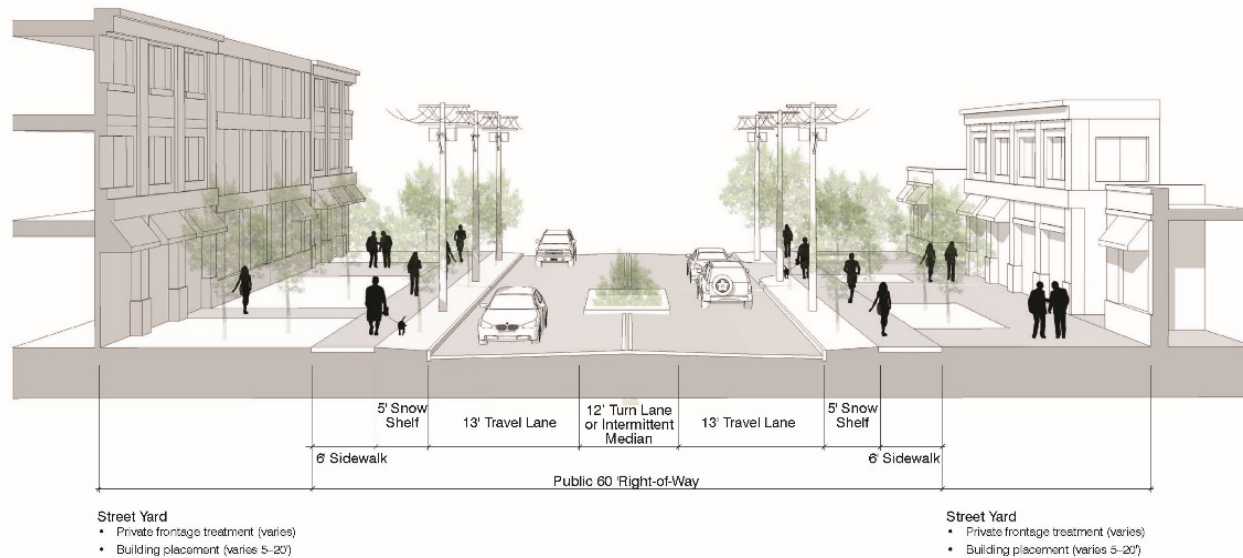 5' Snow
Shelf
13' Travel Lane
12' Turn Lane
or Intermittent
Median
13' Travel Lane
5' Snow
Shelf
6' Sidewalk
6' Sidewalk
Public 60 'Right-of-Way
Street Yard
• Private frontage treatment (varies)
• Building placement (varies 5–20')
Street Yard
• Private frontage treatment (varies)
• Building placement (varies 5–20')